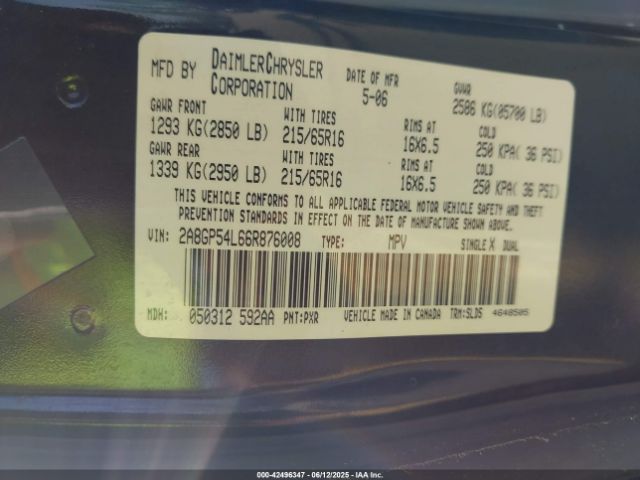 MFD BY DAIMLERCHRYSLER CORPORATION DATE OF MFR 5-06 GVWR 2586 KG(05700 LB)
GAWR FRONT WITH TIRES RIMS AT COLD
1293 KG(2850 LB) 215/65R16 16X6.5 250 KPA( 36 PSI)
GAWR REAR WITH TIRES RIMS AT COLD
1339 KG(2950 LB) 215/65R16 16X6.5 250 KPA( 36 PSI)
THIS VEHICLE CONFORMS TO ALL APPLICABLE FEDERAL MOTOR VEHICLE SAFETY AND THEFT
PREVENTION STANDARDS IN EFFECT ON THE DATE OF MANUFACTURE SHOWN ABOVE.
VIN: 2A8GP54L66R876008 TYPE: MPV SINGLE X DUAL
MDH: 050312 592AA PNT:PXR VEHICLE MADE IN CANADA TRM:SLDS 4648505
000-42496347 - 06/12/2025 - IAA Inc.